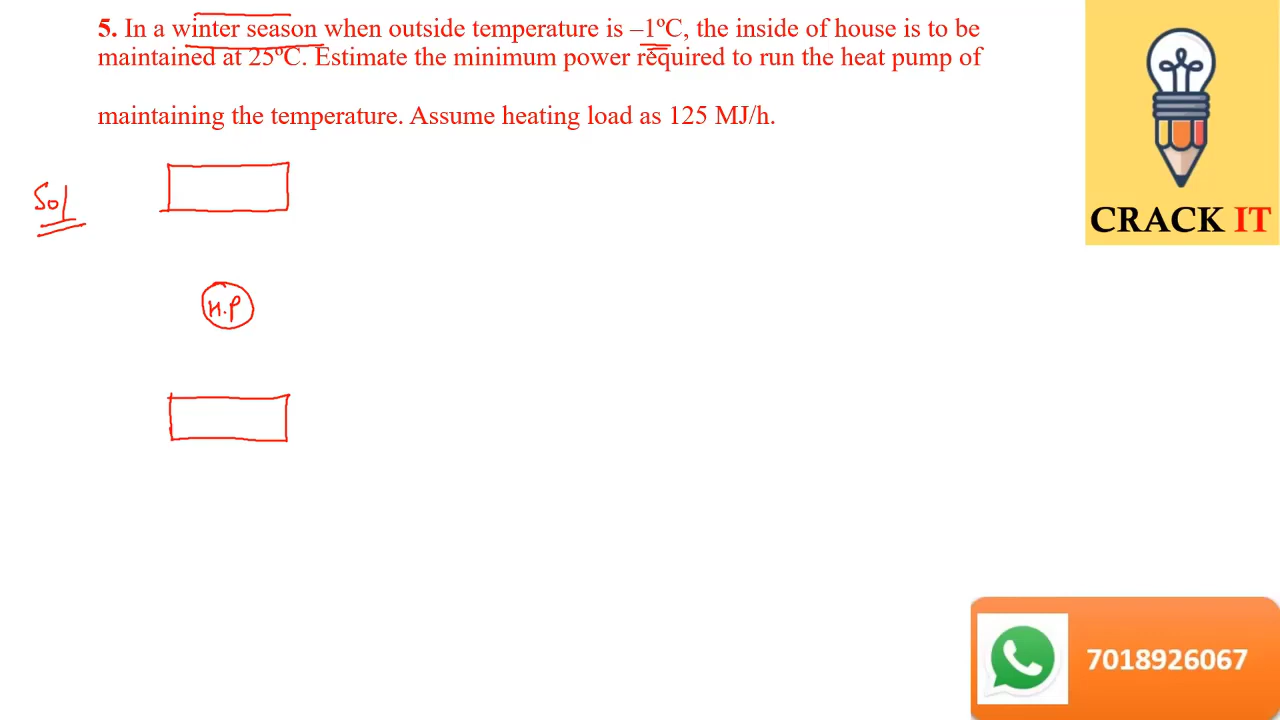 5. In a winter season when outside temperature is –1ºC, the inside of house is to be
maintained at 25ºC. Estimate the minimum power required to run the heat pump of
maintaining the temperature. Assume heating load as 125 MJ/h.
Sol
H.P
CRACK IT
7018926067